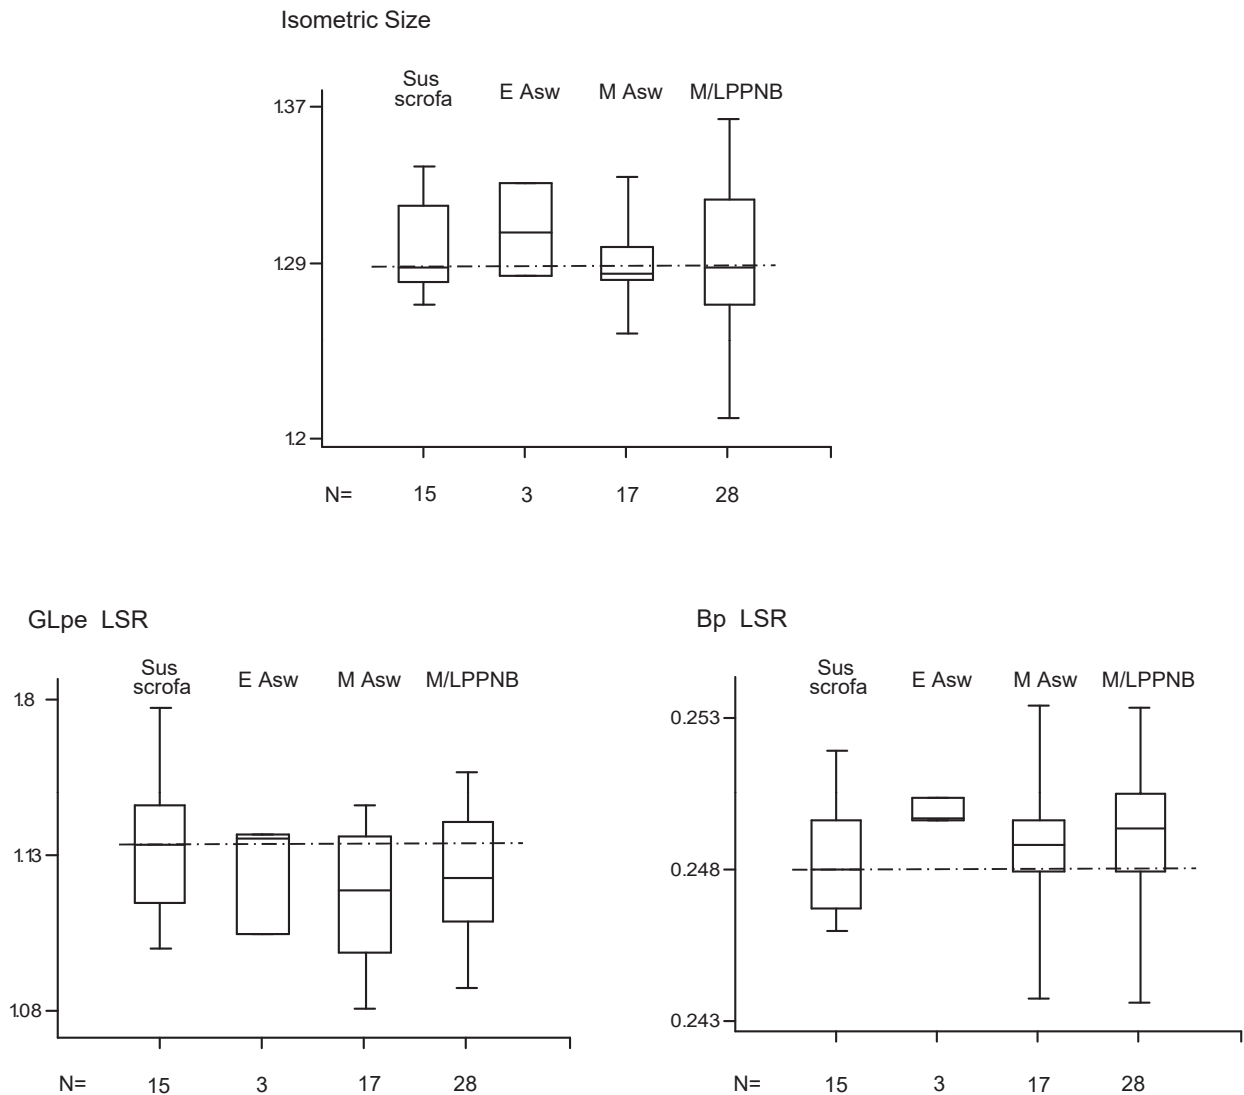 Isometric Size
Sus
scrofa
E Asw
M Asw
M/LPPNB
1.37
1.29
1.2
N= 15 3 17 28
GLpe LSR
Sus
scrofa
E Asw
M Asw
M/LPPNB
1.8
1.13
1.08
N= 15 3 17 28
Bp LSR
Sus
scrofa
E Asw
M Asw
M/LPPNB
0.253
0.248
0.243
N= 15 3 17 28